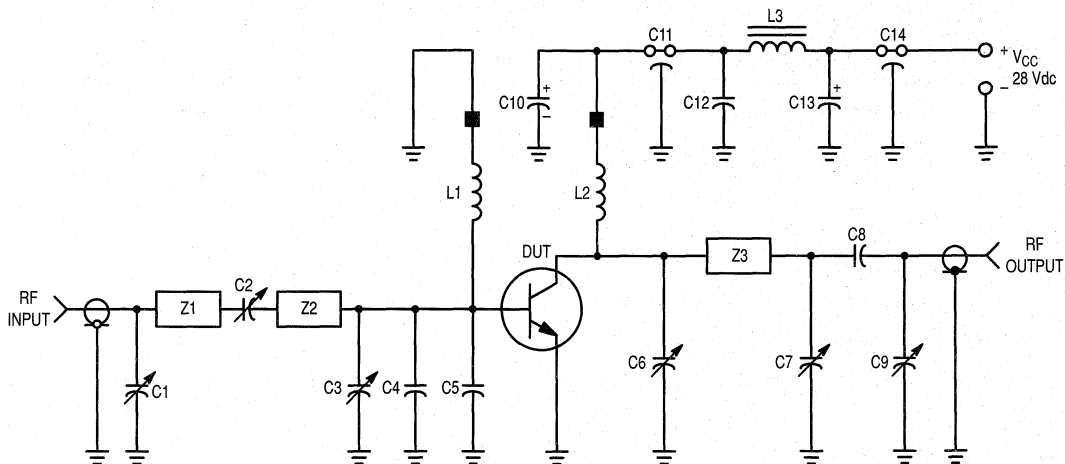 L3
C11
C14
+ VCC
28 Vdc
–
C10
+
–
C12
C13
+
L1
L2
DUT
C8
RF
OUTPUT
Z3
RF
INPUT
Z1
C2
Z2
C1
C3
C4
C5
C6
C7
C9